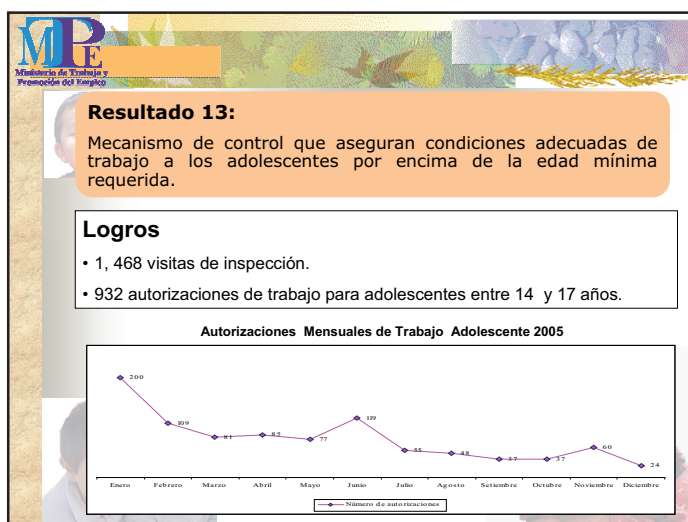 MTPE
Ministerio de Trabajo y
Promoción del Empleo
Resultado 13:
Mecanismo de control que aseguran condiciones adecuadas de
trabajo a los adolescentes por encima de la edad mínima
requerida.
Logros
• 1, 468 visitas de inspección.
• 932 autorizaciones de trabajo para adolescentes entre 14 y 17 años.
Autorizaciones Mensuales de Trabajo Adolescente 2005
200
109
81
85
77
119
55
48
37
37
60
24
Enero Febrero Marzo Abril Mayo Junio Julio Agosto Setiembre Octubre Noviembre Diciembre
Número de autorizaciones